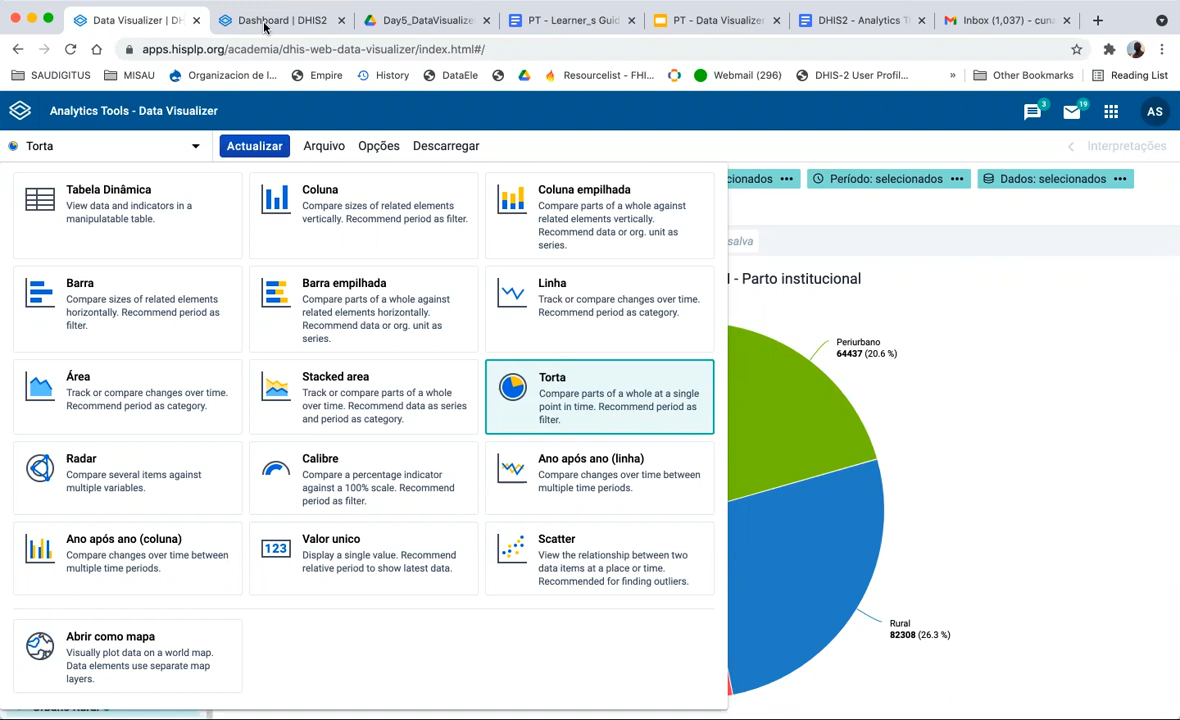 Data Visualizer | DH
Dashboard | DHIS2
Day5_DataVisualize
PT - Learner_s Guid
PT - Data Visualizer
DHIS2 - Analytics T
Inbox (1,037) - cuna
apps.hisplp.org/academia/dhis-web-data-visualizer/index.html#/
SAUDIGITUS
MISAU
Organizacion de l...
Empire
History
DataEle
Resourcelist - FHI...
Webmail (296)
DHIS-2 User Profil...
»
Other Bookmarks
Reading List
Analytics Tools - Data Visualizer
3
19
AS
Torta
Actualizar
Arquivo
Opções
Descarregar
Interpretações
Tabela Dinâmica
View data and indicators in a
manipulatable table.
Coluna
Compare sizes of related elements
vertically. Recommend period as filter.
Coluna empilhada
Compare parts of a whole against
related elements vertically.
Recommend data or org. unit as
series.
cionados •••
Período: selecionados •••
Dados: selecionados •••
salva
Barra
Compare sizes of related elements
horizontally. Recommend period as
filter.
Barra empilhada
Compare parts of a whole against
related elements horizontally.
Recommend data or org. unit as
series.
Linha
Track or compare changes over time.
Recommend period as category.
l - Parto institucional
Área
Track or compare changes over time.
Recommend period as category.
Stacked area
Track or compare parts of a whole
over time. Recommend data as series
and period as category.
Torta
Compare parts of a whole at a single
point in time. Recommend period as
filter.
Periurbano
64437 (20.6 %)
Radar
Compare several items against
multiple variables.
Calibre
Compare a percentage indicator
against a 100% scale. Recommend
period as filter.
Ano após ano (linha)
Compare changes over time between
multiple time periods.
Ano após ano (coluna)
Compare changes over time between
multiple time periods.
123
Valor unico
Display a single value. Recommend
relative period to show latest data.
Scatter
View the relationship between two
data items at a place or time.
Recommended for finding outliers.
Rural
82308 (26.3 %)
Abrir como mapa
Visually plot data on a world map.
Data elements use separate map
layers.